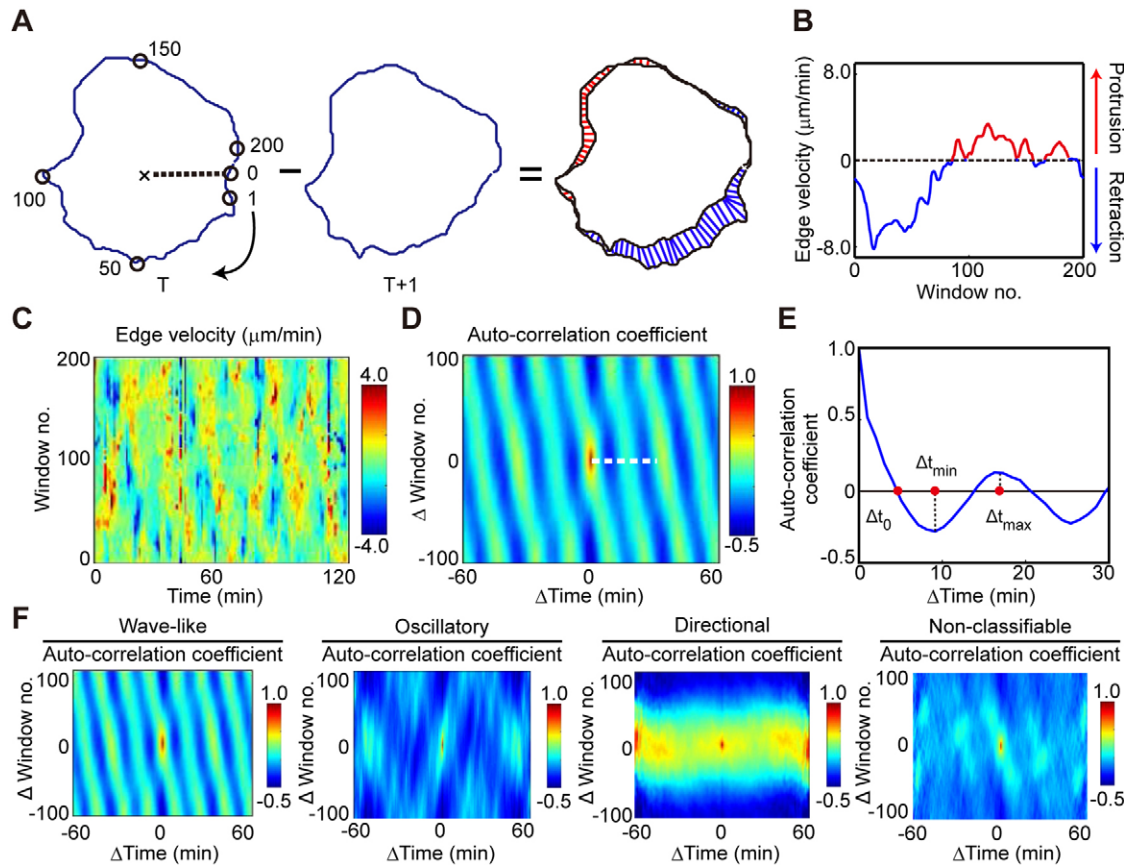 A
150
200
0
1
100
50
T
T+1
B
Edge velocity (μm/min)
8.0
0
-8.0
0
100
200
Window no.
Protrusion
Retraction
C
Edge velocity (μm/min)
Window no.
200
100
0
0
60
120
Time (min)
4.0
-4.0
D
Auto-correlation coefficient
Δ Window no.
100
0
-100
-60
0
60
ΔTime (min)
1.0
-0.5
E
Auto-correlation
coefficient
1.0
0.5
0
-0.5
Δt0
Δtmin
Δtmax
0
10
20
30
ΔTime (min)
F
Wave-like
Auto-correlation coefficient
Δ Window no.
100
0
-100
-60
0
60
ΔTime (min)
1.0
-0.5
Oscillatory
Auto-correlation coefficient
Δ Window no.
100
0
-100
-60
0
60
ΔTime (min)
1.0
-0.5
Directional
Auto-correlation coefficient
Δ Window no.
100
0
-100
-60
0
60
ΔTime (min)
1.0
-0.5
Non-classifiable
Auto-correlation coefficient
Δ Window no.
100
0
-100
-60
0
60
ΔTime (min)
1.0
-0.5